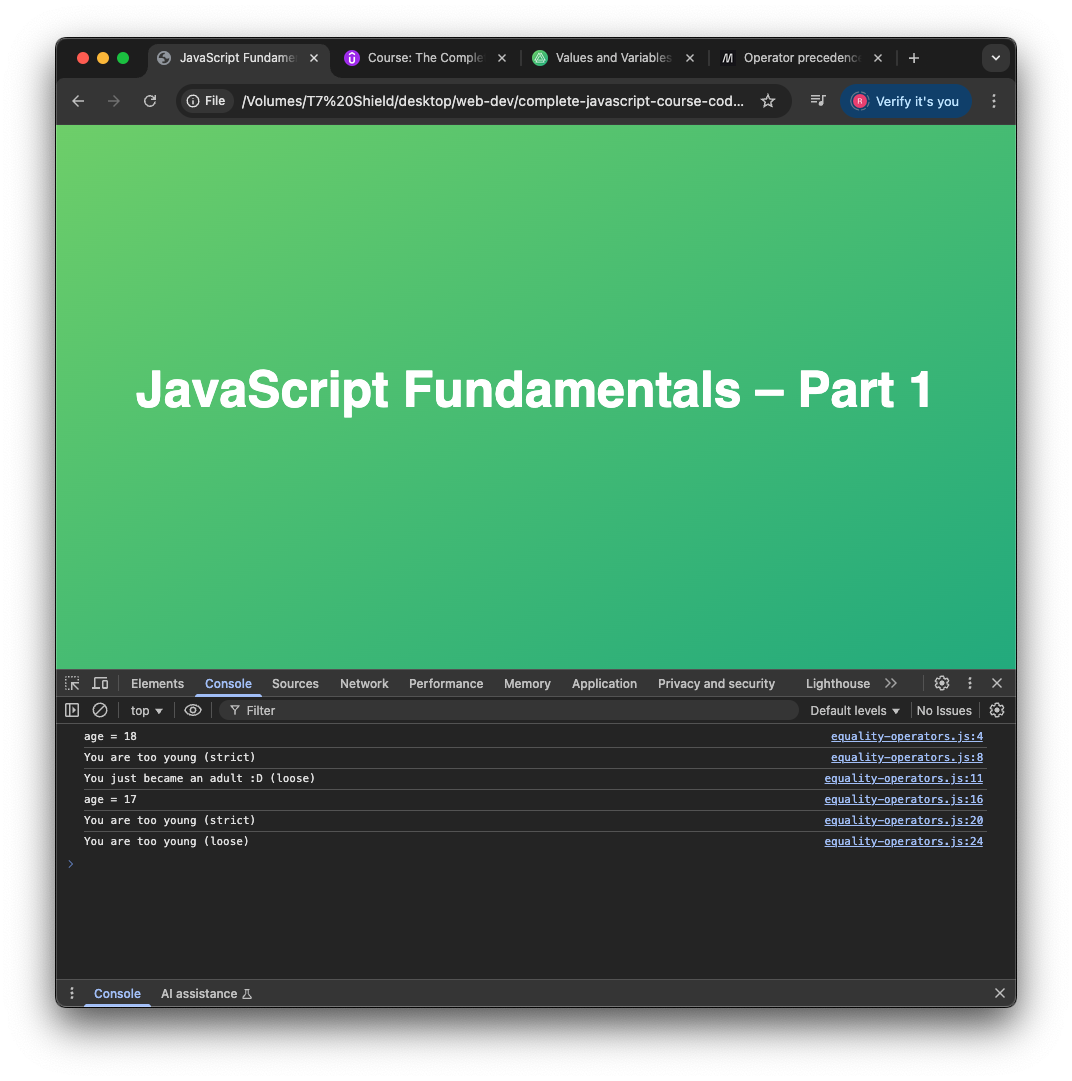 JavaScript Fundame
Course: The Comple
Values and Variables
Operator precedenc
File
/Volumes/T7%20Shield/desktop/web-dev/complete-javascript-course-cod...
R
Verify it's you
JavaScript Fundamentals – Part 1
Elements Console Sources Network Performance Memory Application Privacy and security Lighthouse
top Filter Default levels No Issues
age = 18 equality-operators.js:4
You are too young (strict) equality-operators.js:8
You just became an adult :D (loose) equality-operators.js:11
age = 17 equality-operators.js:16
You are too young (strict) equality-operators.js:20
You are too young (loose) equality-operators.js:24
Console AI assistance